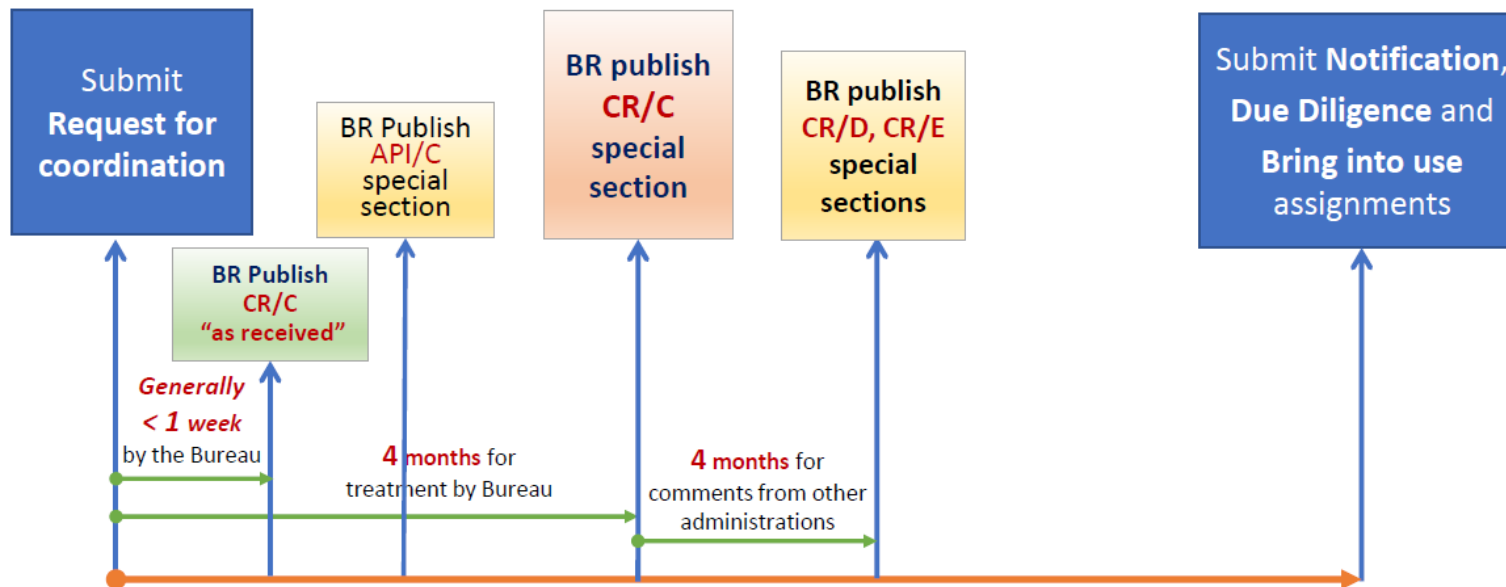 Submit
Request for
coordination
BR Publish
CR/C
“as received”
BR Publish
API/C
special
section
BR publish
CR/C
special
section
BR publish
CR/D, CR/E
special
sections
Submit Notification,
Due Diligence and
Bring into use
assignments
Generally
< 1 week
by the Bureau
4 months for
treatment by Bureau
4 months for
comments from other
administrations